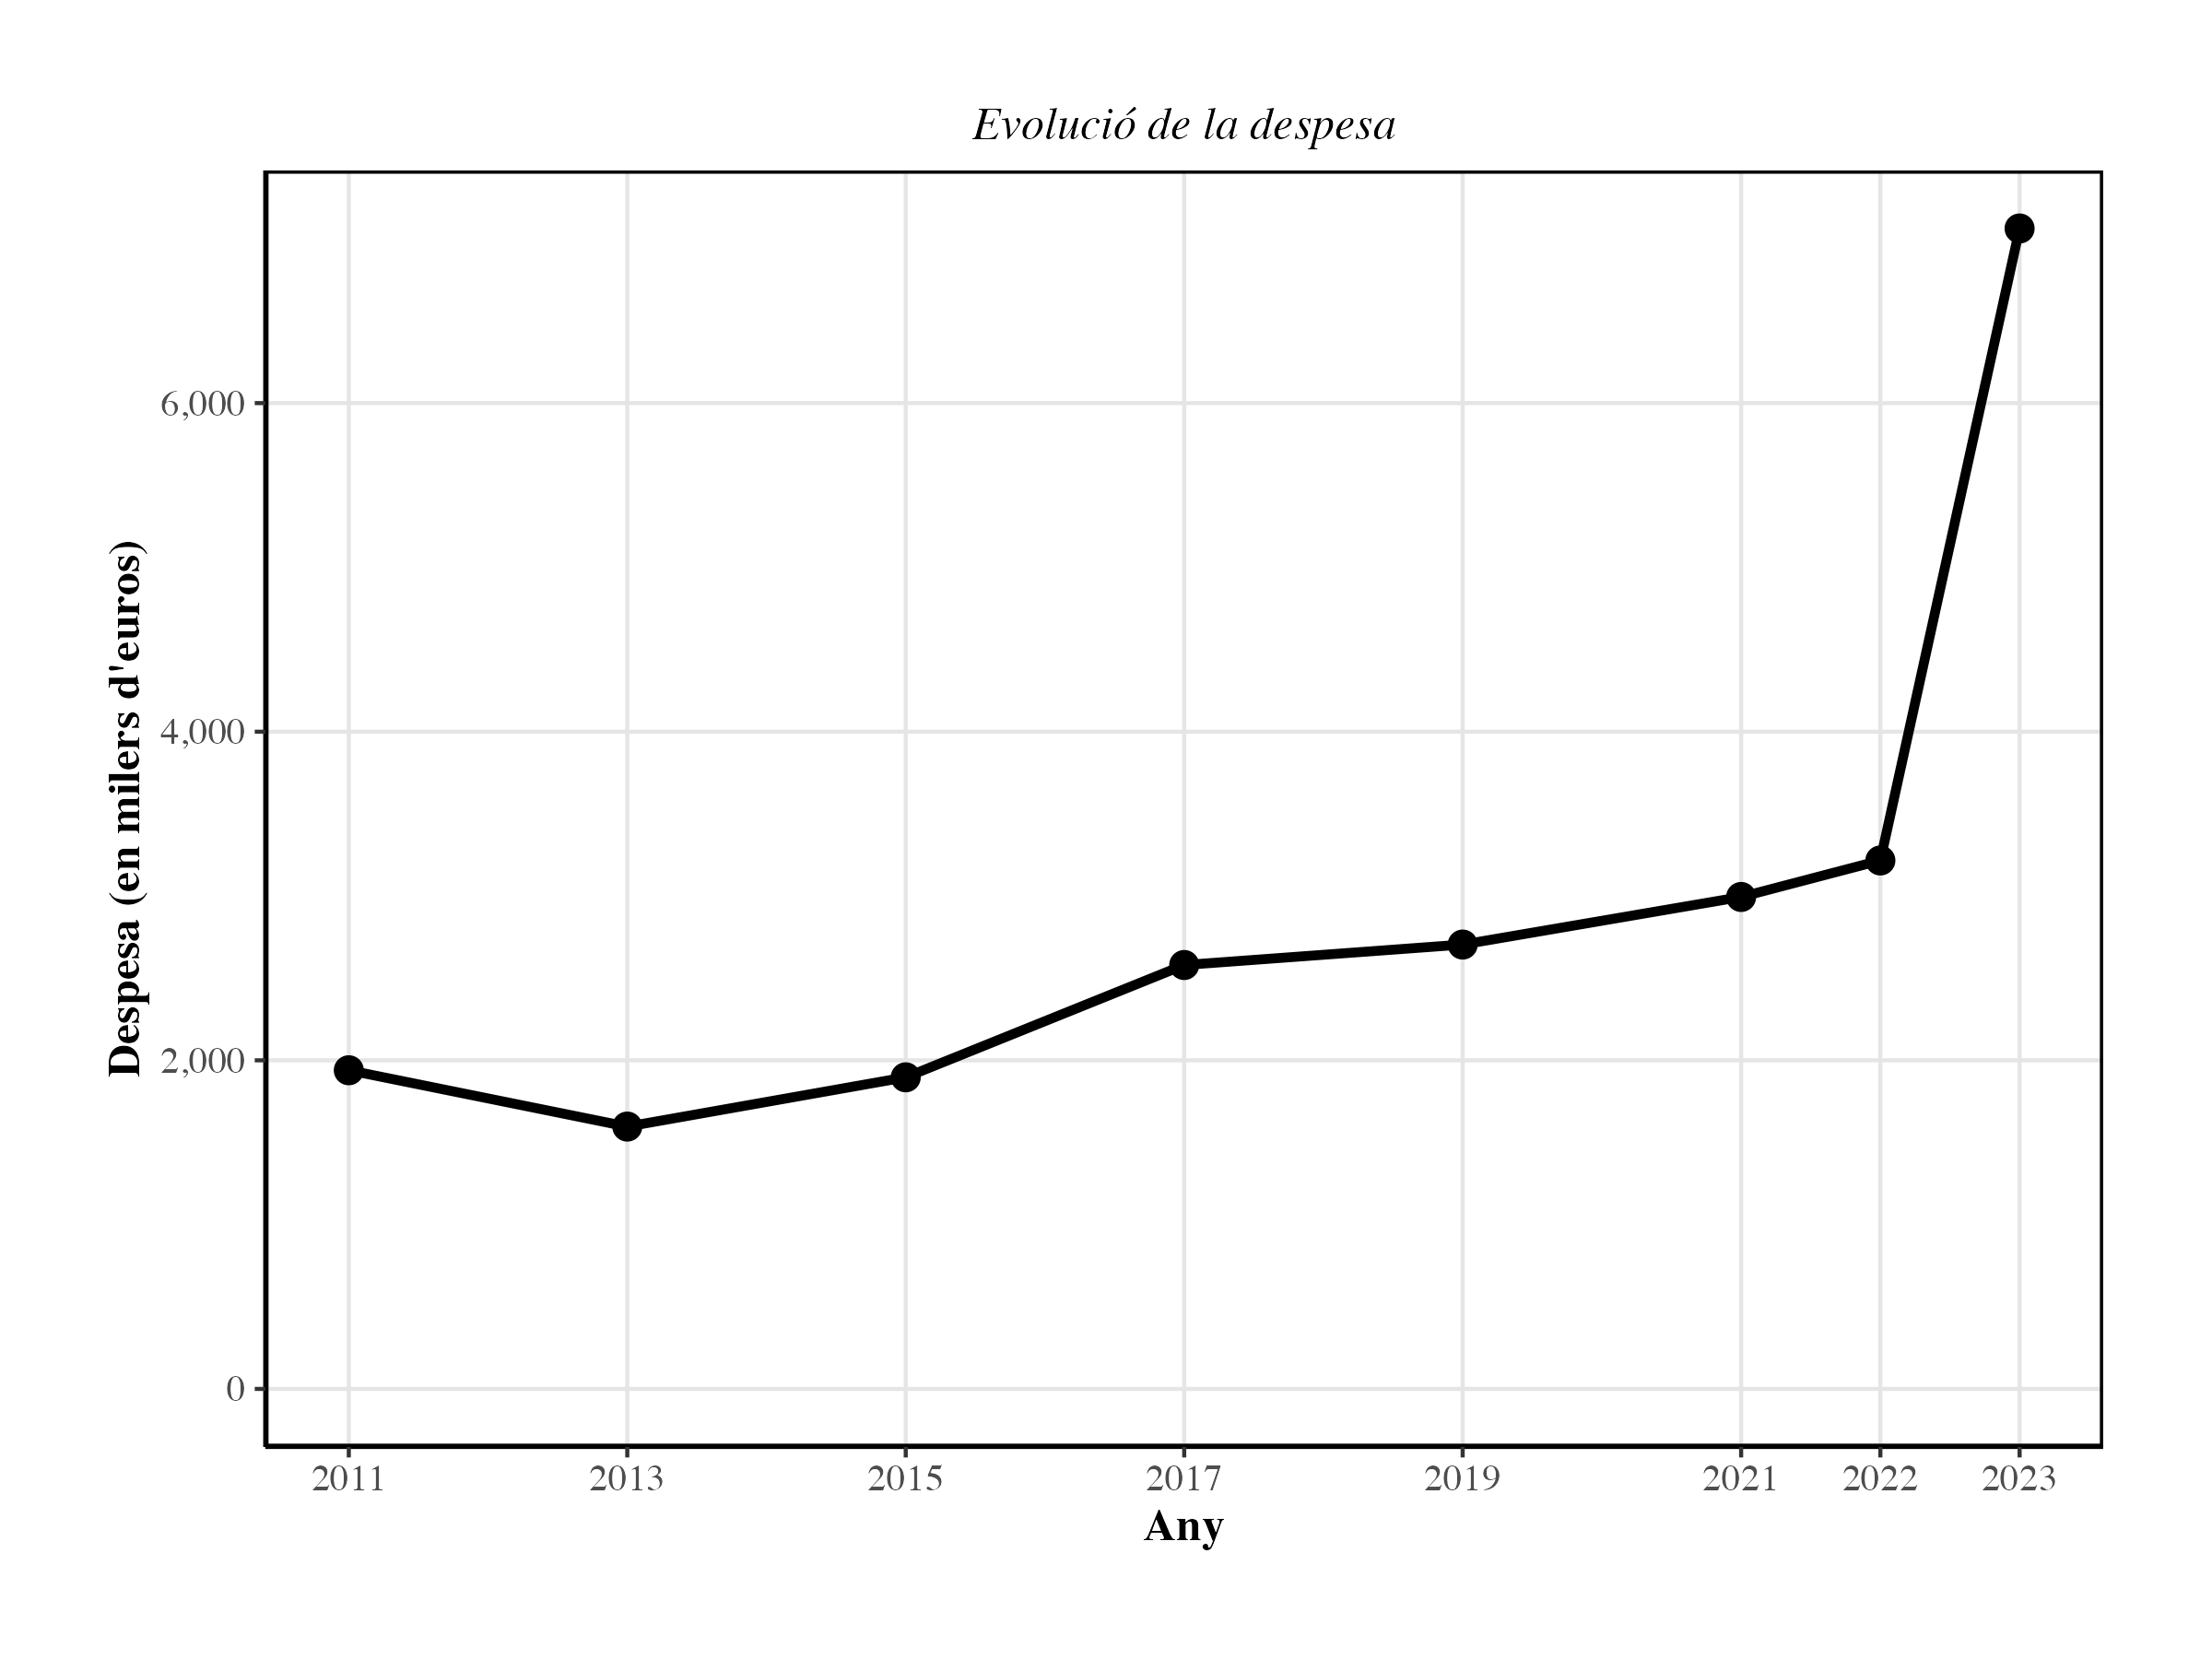 Evolució de la despesa
Despesa (en milers d'euros)
6,000
4,000
2,000
0
2011 2013 2015 2017 2019 2021 2022 2023
Any